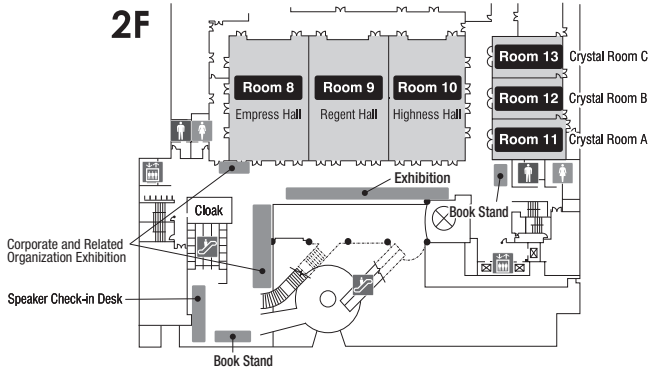 2F
Room 8
Empress Hall
Room 9
Regent Hall
Room 10
Highness Hall
Room 13
Crystal Room C
Room 12
Crystal Room B
Room 11
Crystal Room A
Exhibition
Cloak
Book Stand
Corporate and Related
Organization Exhibition
Speaker Check-in Desk
Book Stand